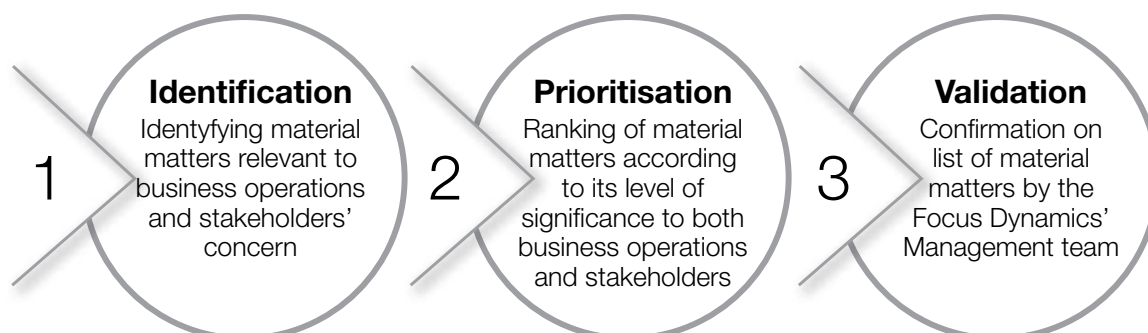 1
Identification
Identyfying material
matters relevant to
business operations
and stakeholders’
concern
2
Prioritisation
Ranking of material
matters according
to its level of
significance to both
business operations
and stakeholders
3
Validation
Confirmation on
list of material
matters by the
Focus Dynamics’
Management team